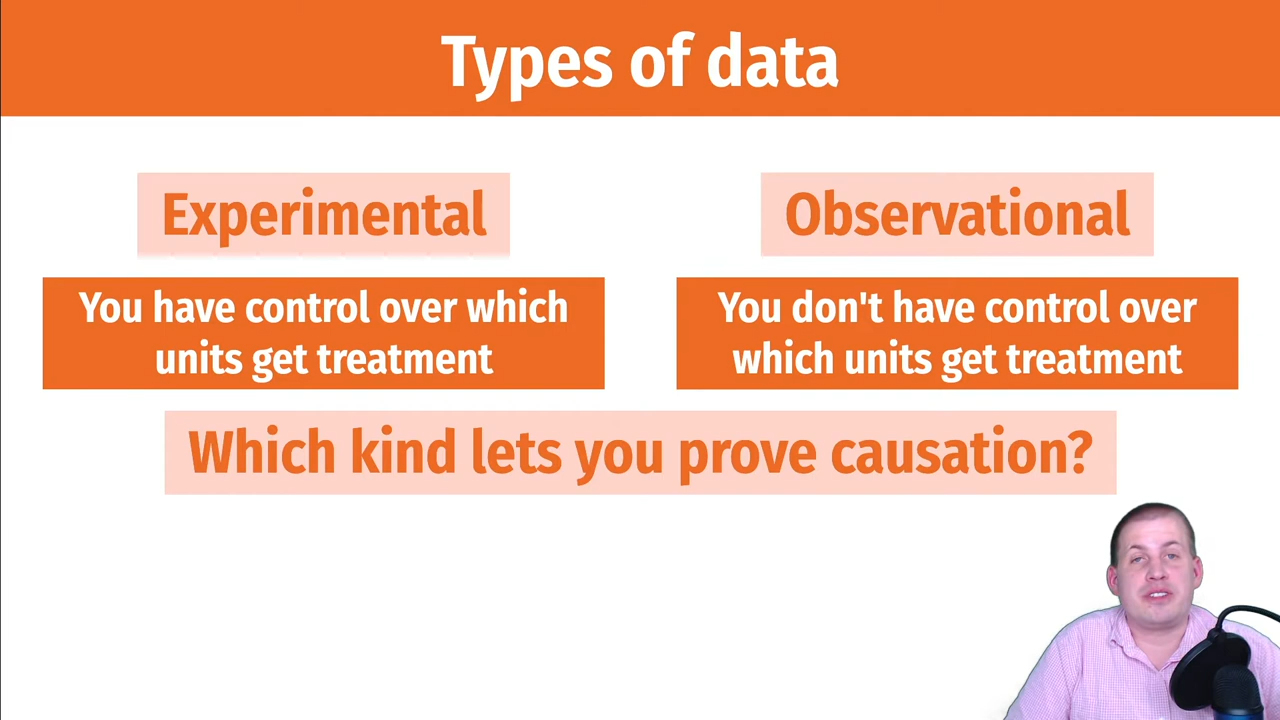 Types of data
Experimental
Observational
You have control over which
units get treatment
You don't have control over
which units get treatment
Which kind lets you prove causation?